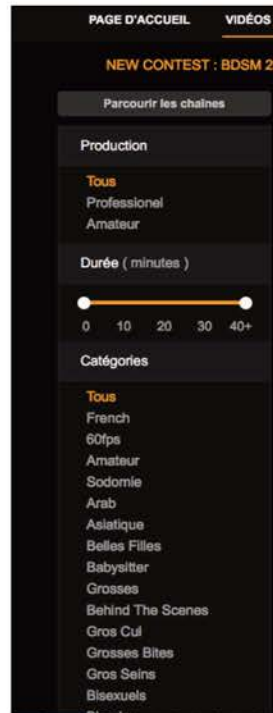 PAGE D'ACCUEIL VIDÉOS
NEW CONTEST : BDSM 2
Parcourir les chaînes
Production
Tous
Professionel
Amateur
Durée ( minutes )
0 10 20 30 40+
Catégories
Tous
French
60fps
Amateur
Sodomie
Arab
Asiatique
Belles Filles
Babysitter
Grosses
Behind The Scenes
Gros Cul
Grosses Bites
Gros Seins
Bisexuels